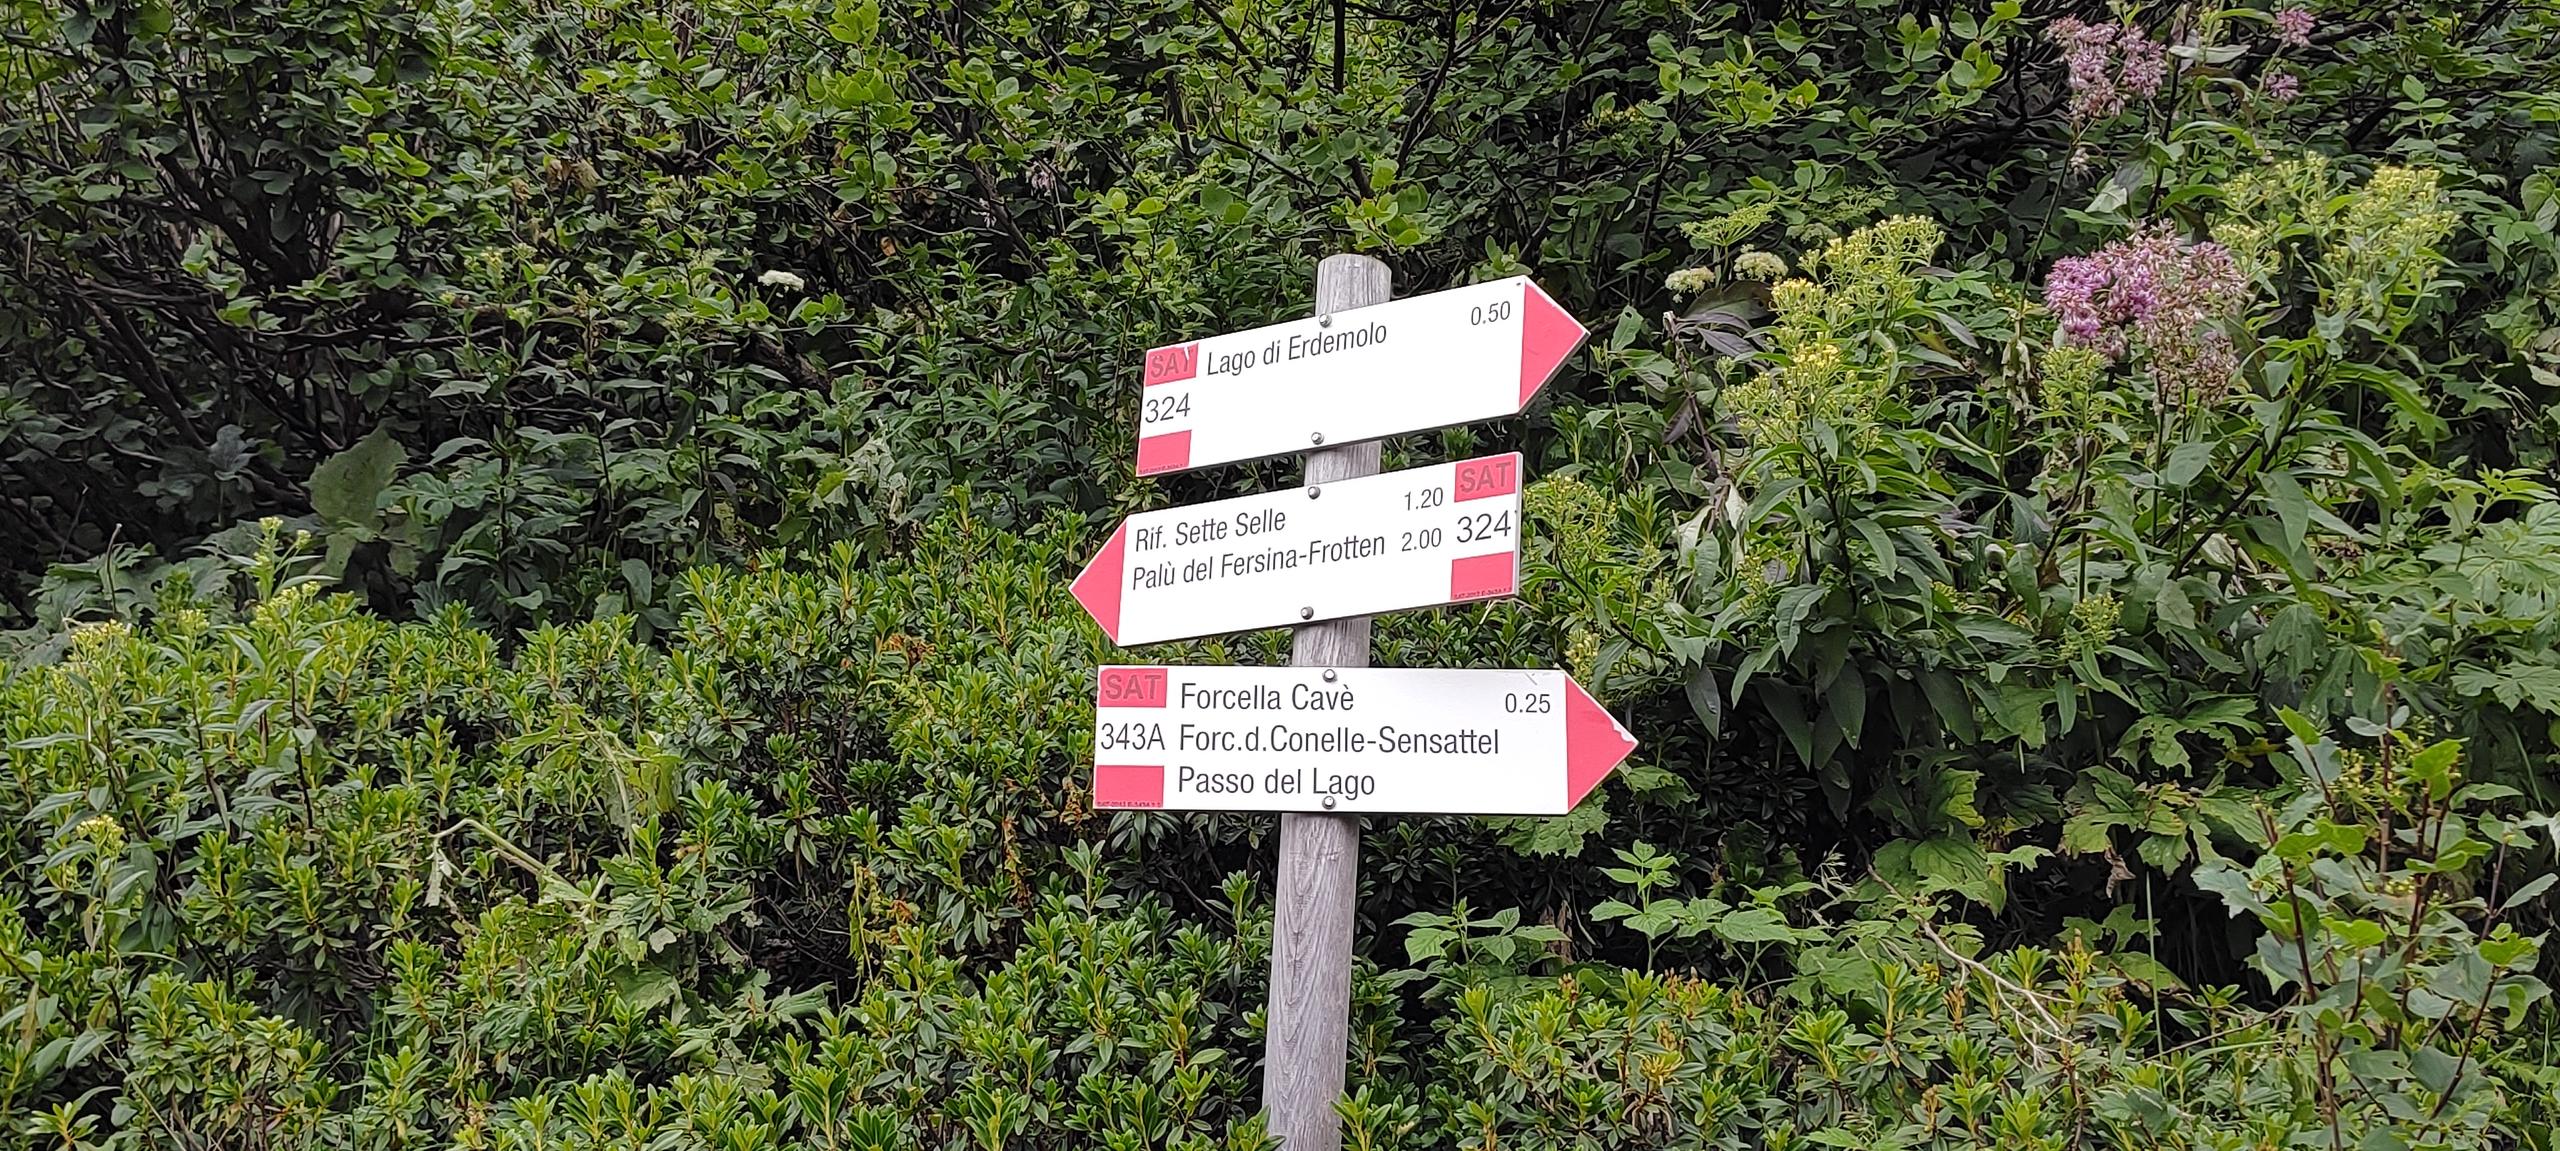 SAT Lago di Erdemolo 0.50
324
Rif. Sette Selle 1.20 SAT
Palù del Fersina-Frotten 2.00 324
SAT Forcella Cavè 0.25
343A Forc.d.Conelle-Sensattel
Passo del Lago